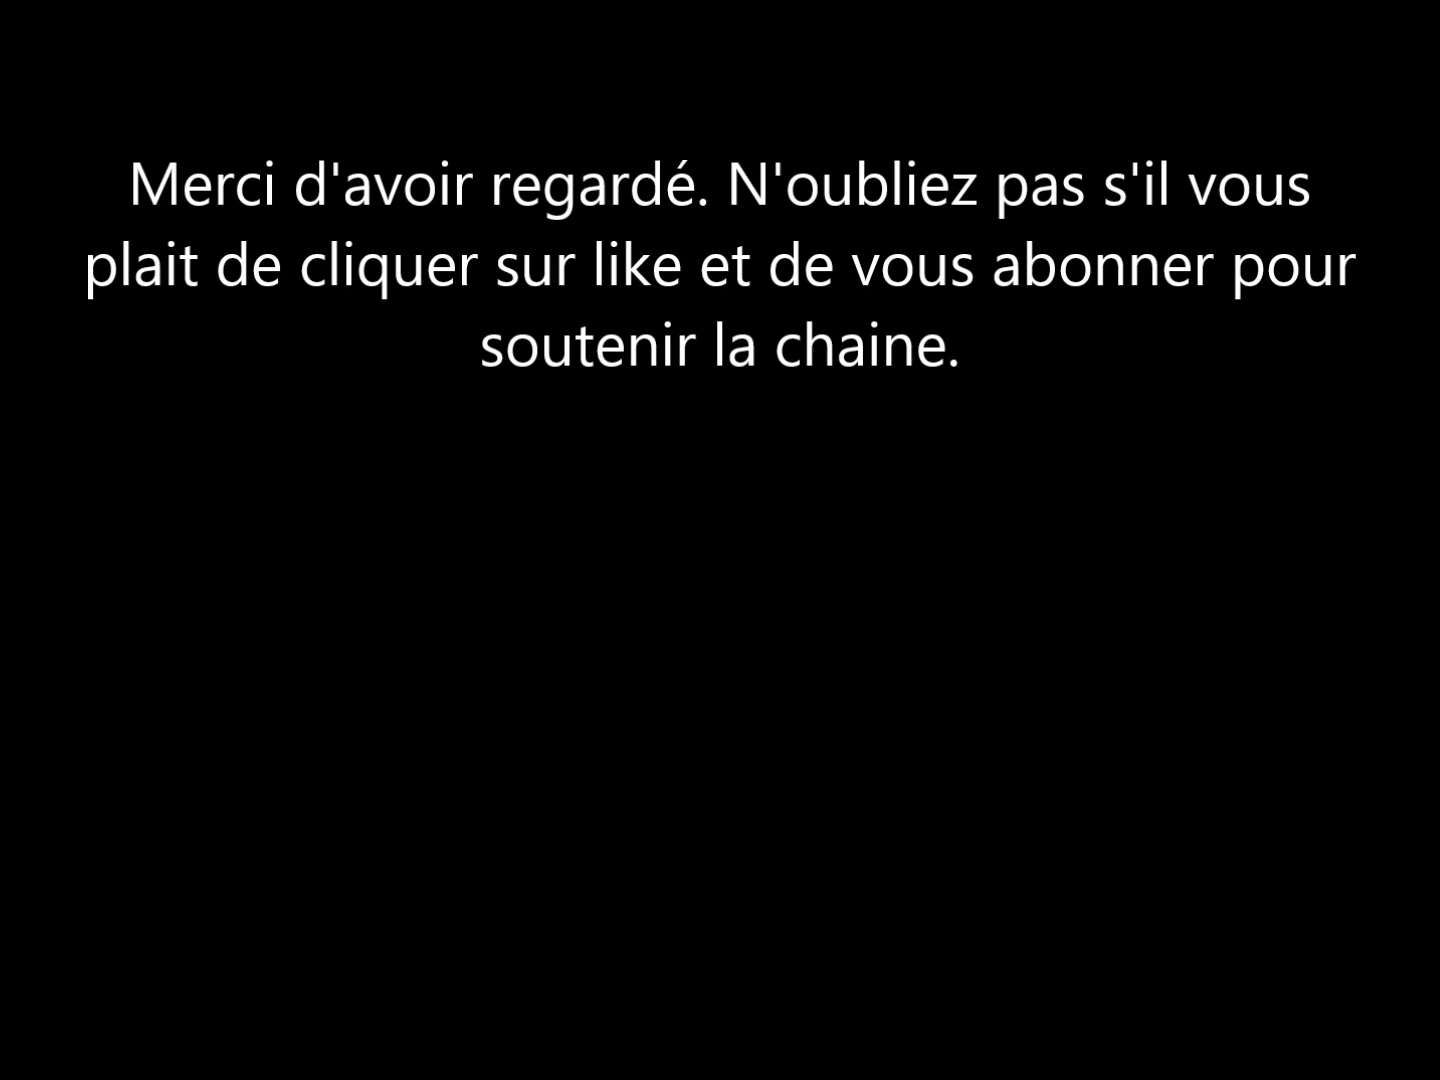 Merci d'avoir regardé. N'oubliez pas s'il vous
plait de cliquer sur like et de vous abonner pour
soutenir la chaine.